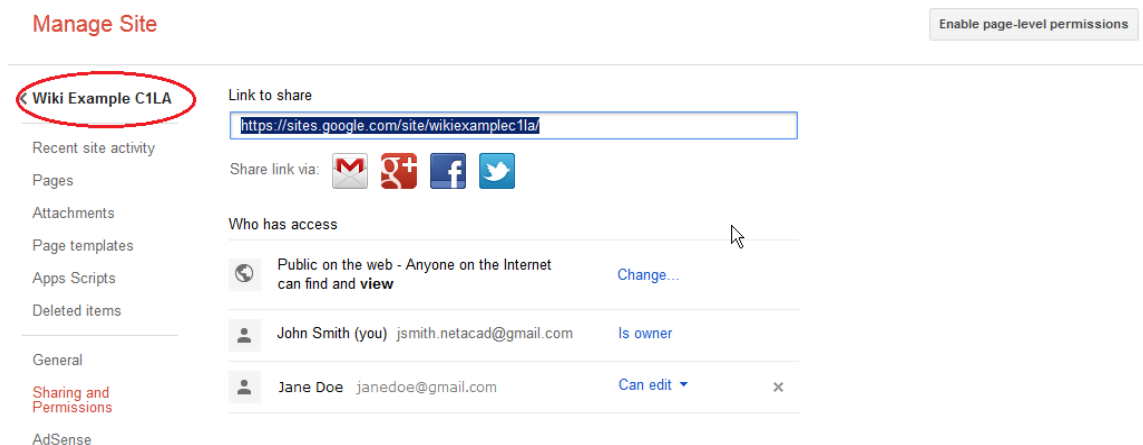 Manage Site
Enable page-level permissions
Wiki Example C1LA
Recent site activity
Pages
Attachments
Page templates
Apps Scripts
Deleted items
General
Sharing and
Permissions
AdSense
Link to share
https://sites.google.com/site/wikiexamplec1la/
Share link via:
Who has access
Public on the web - Anyone on the Internet
can find and view
Change...
John Smith (you) jsmith.netacad@gmail.com Is owner
Jane Doe janedoe@gmail.com Can edit